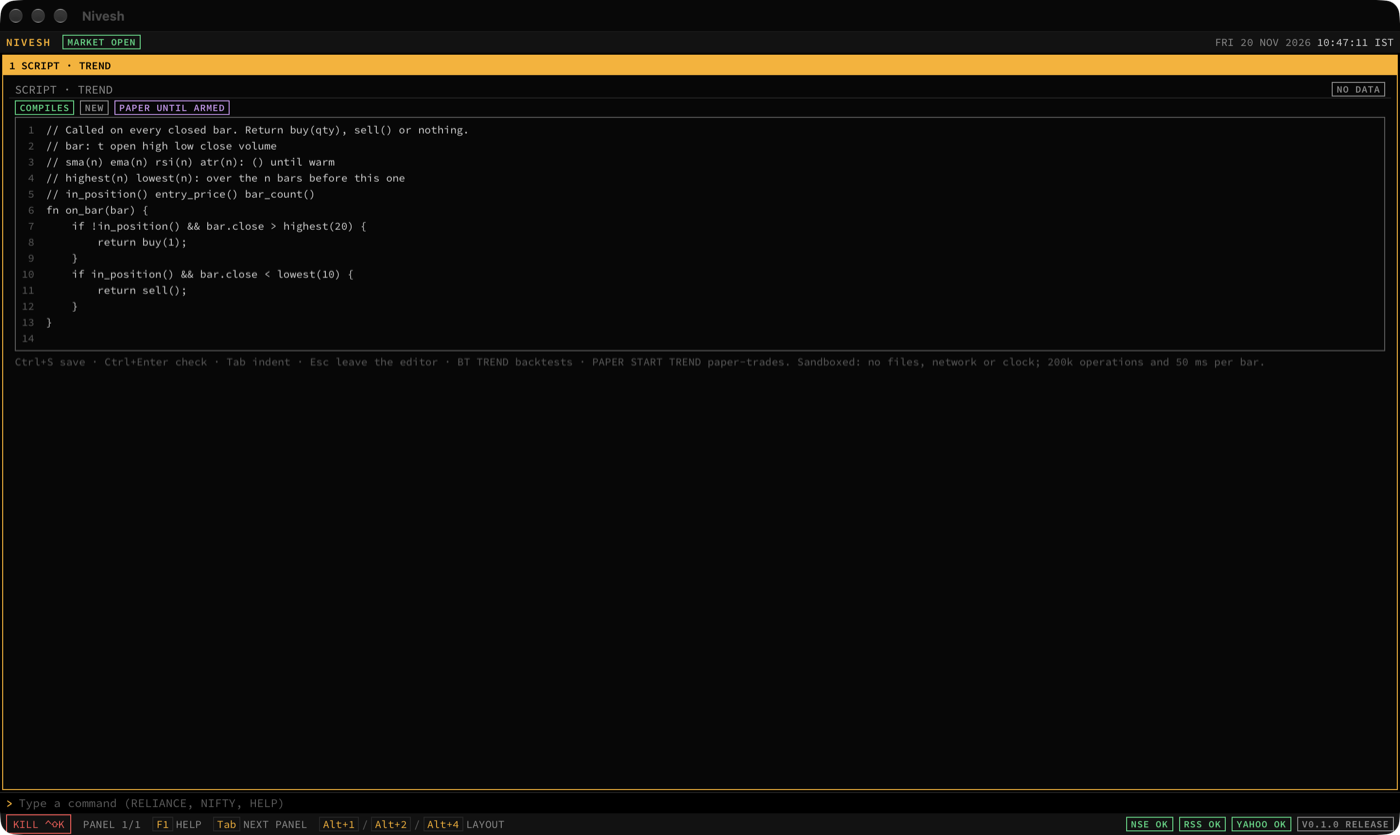 Nivesh
NIVESH MARKET OPEN FRI 20 NOV 2026 10:47:11 IST
1 SCRIPT · TREND
SCRIPT · TREND NO DATA
COMPILES NEW PAPER UNTIL ARMED
1 // Called on every closed bar. Return buy(qty), sell() or nothing.
2 // bar: t open high low close volume
3 // sma(n) ema(n) rsi(n) atr(n): () until warm
4 // highest(n) lowest(n): over the n bars before this one
5 // in_position() entry_price() bar_count()
6 fn on_bar(bar) {
7     if !in_position() && bar.close > highest(20) {
8         return buy(1);
9     }
10     if in_position() && bar.close < lowest(10) {
11         return sell();
12     }
13 }
14
Ctrl+S save · Ctrl+Enter check · Tab indent · Esc leave the editor · BT TREND backtests · PAPER START TREND paper-trades. Sandboxed: no files, network or clock; 200k operations and 50 ms per bar.
> Type a command (RELIANCE, NIFTY, HELP)
KILL ^⇧K PANEL 1/1 F1 HELP Tab NEXT PANEL Alt+1 / Alt+2 / Alt+4 LAYOUT NSE OK RSS OK YAHOO OK V0.1.0 RELEASE